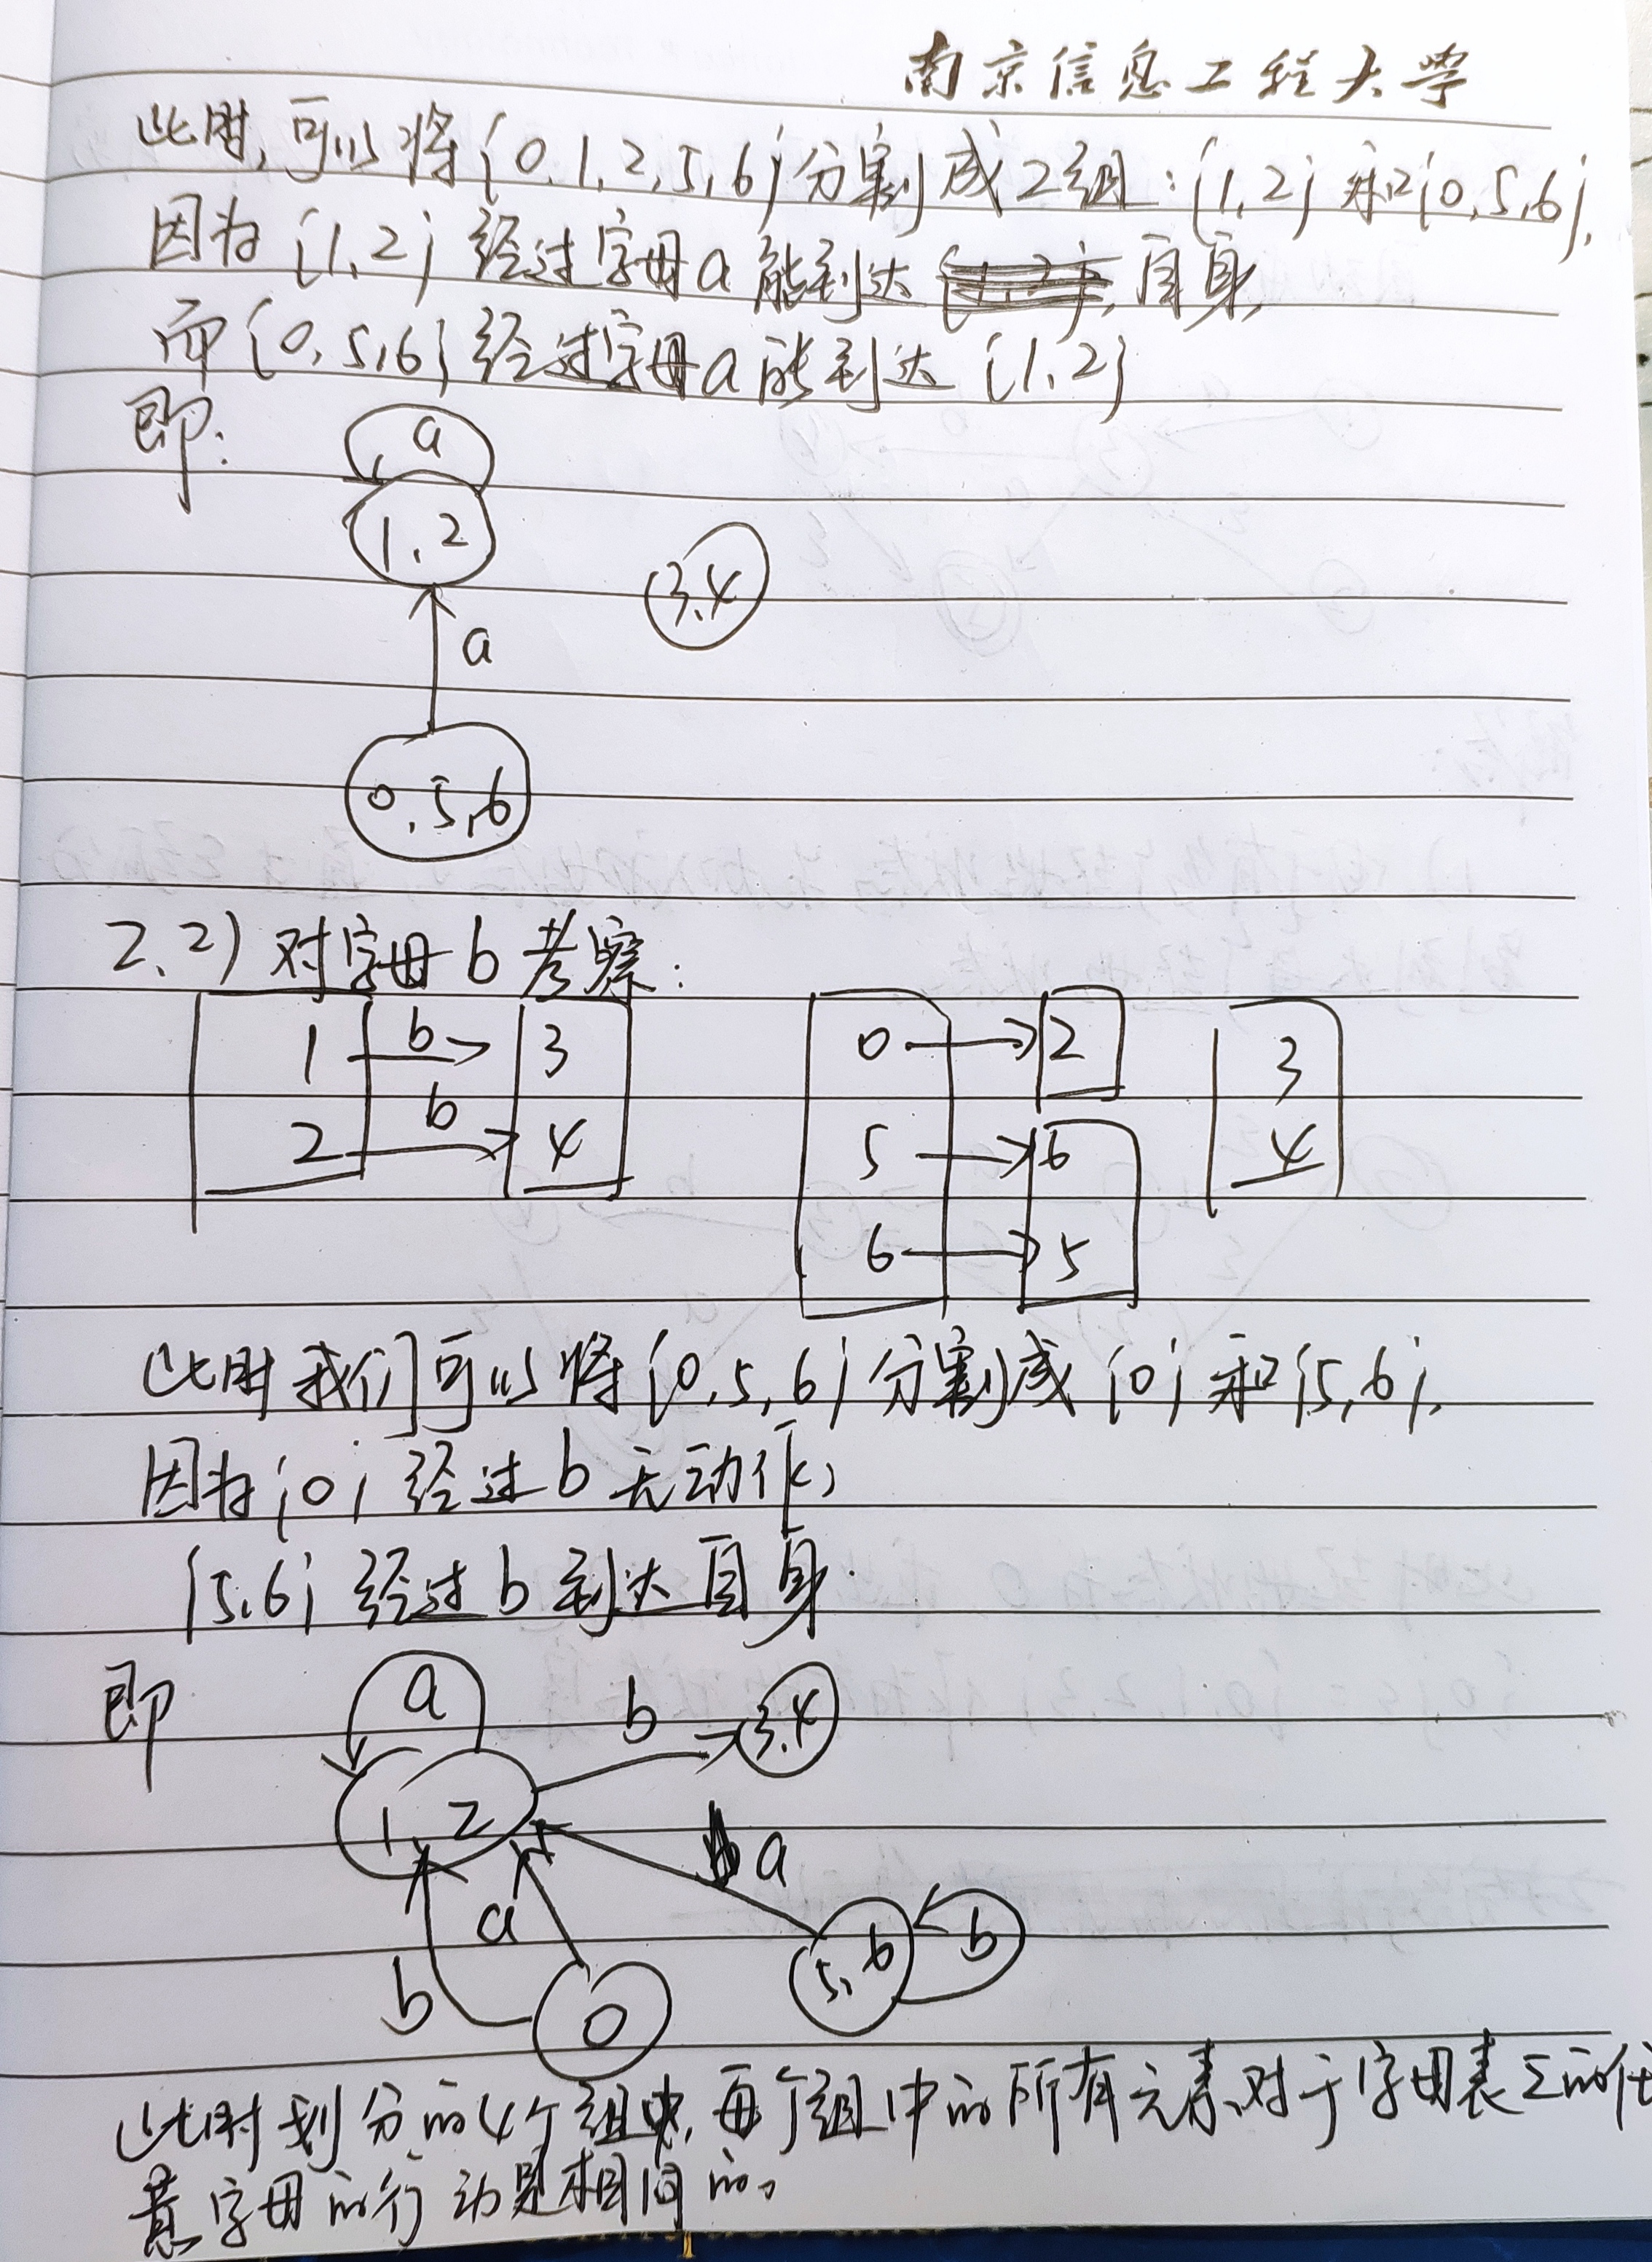 南京信息工程大学
此时,可以将{0,1,2,5,6}分割成2组:{1,2}和{0,5,6},
因为{1,2}经过字母a能到达 自身,
而{0,5,6}经过字母a能到达{1,2}
即:
a
1,2
3,4
a
0,5,6
2.2) 对字母b考察:
1 b 3 0 2 3
2 b 4 5 6 4
6 5
此时我们可以将{0,5,6}分割成{0}和{5,6},
因为{0}经过b无动作,
{5,6}经过b到达自身.
即
a b 3,4
1,2
a
a 5,6 b
b 0
此时划分的4个组中,每个组中的所有元素对于字母表Σ的任
意字母的行动是相同的。